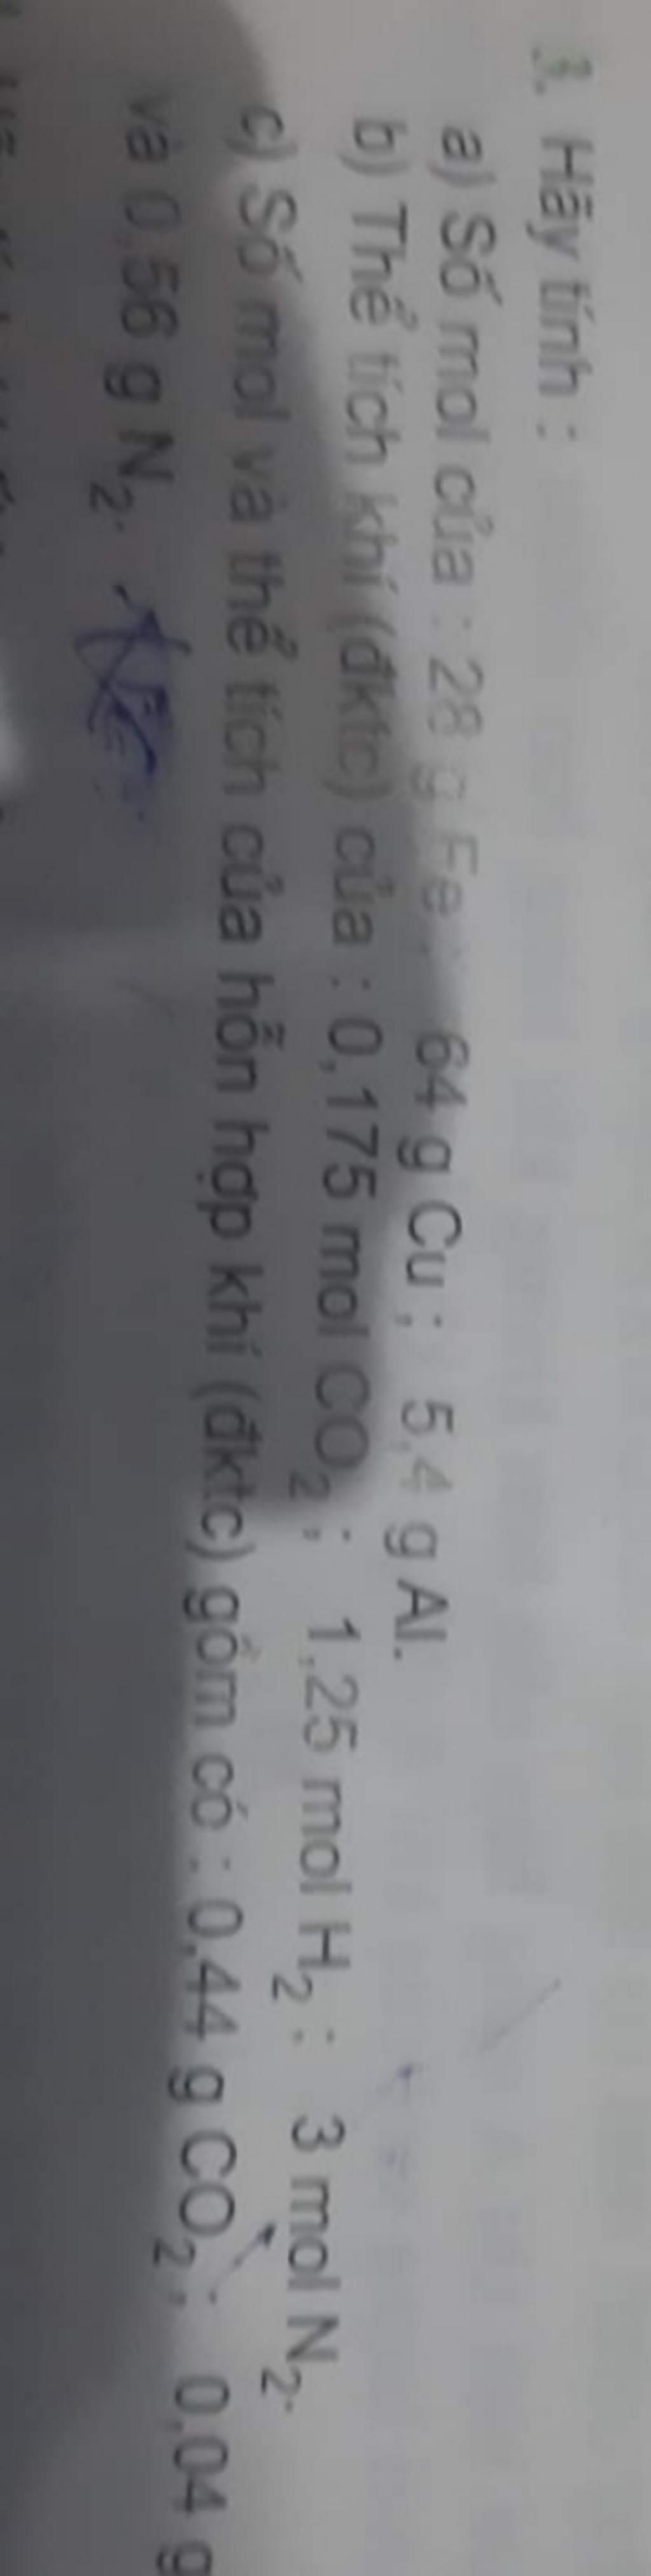 3. Hãy tính :
a) Số mol của : 28 g Fe ; 64 g Cu ; 5,4 g Al.
b) Thể tích khí (đktc) của : 0,175 mol CO₂ ; 1,25 mol H₂ ; 3 mol N₂.
c) Số mol và thể tích của hỗn hợp khí (đktc) gồm có : 0,44 g CO₂ ; 0,04 g
và 0,56 g N₂.